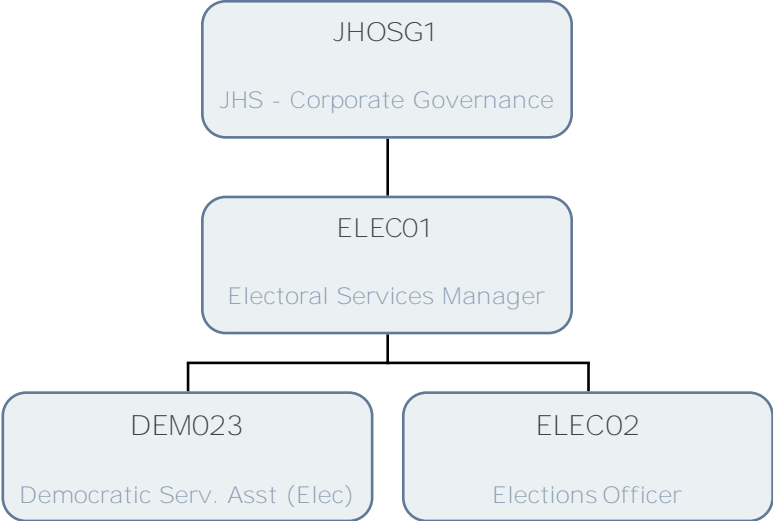 JHOSG1
JHS - Corporate Governance
ELEC01
Electoral Services Manager
DEM023
Democratic Serv. Asst (Elec)
ELEC02
Elections Officer